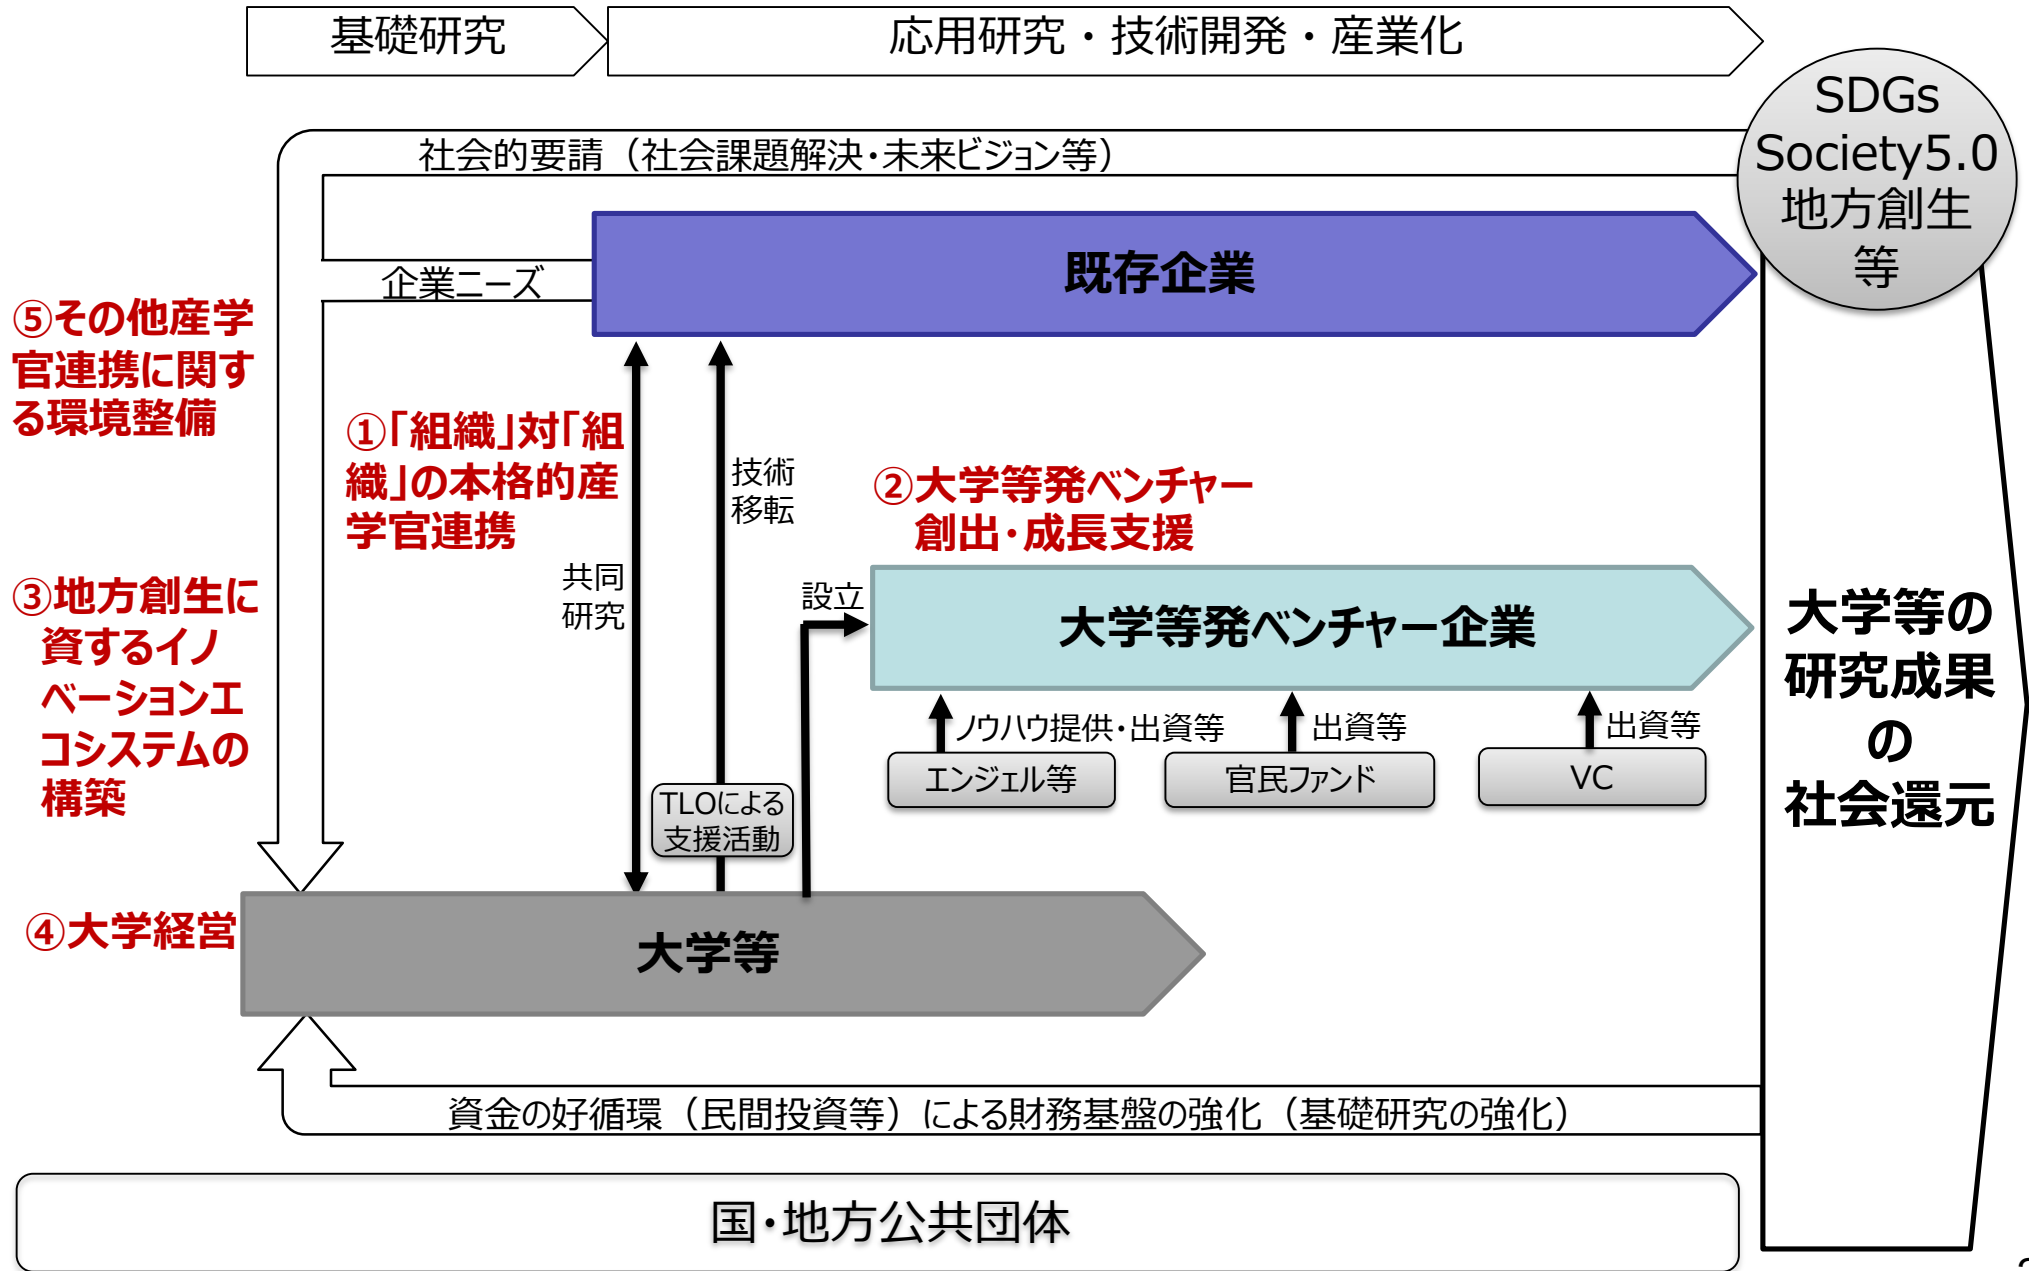 基礎研究
応用研究・技術開発・産業化
SDGs
Society5.0
地方創生
等
社会的要請（社会課題解決・未来ビジョン等）
既存企業
企業ニーズ
⑤その他産学
官連携に関す
る環境整備
①「組織」対「組
織」の本格的産
学官連携
技術
移転
②大学等発ベンチャー
創出・成長支援
共同
研究
設立
③地方創生に
資するイノ
ベーションエ
コシステムの
構築
大学等発ベンチャー企業
大学等の
研究成果
の
社会還元
ノウハウ提供・出資等
出資等
出資等
エンジェル等
官民ファンド
VC
TLOによる
支援活動
④大学経営
大学等
資金の好循環（民間投資等）による財務基盤の強化（基礎研究の強化）
国・地方公共団体